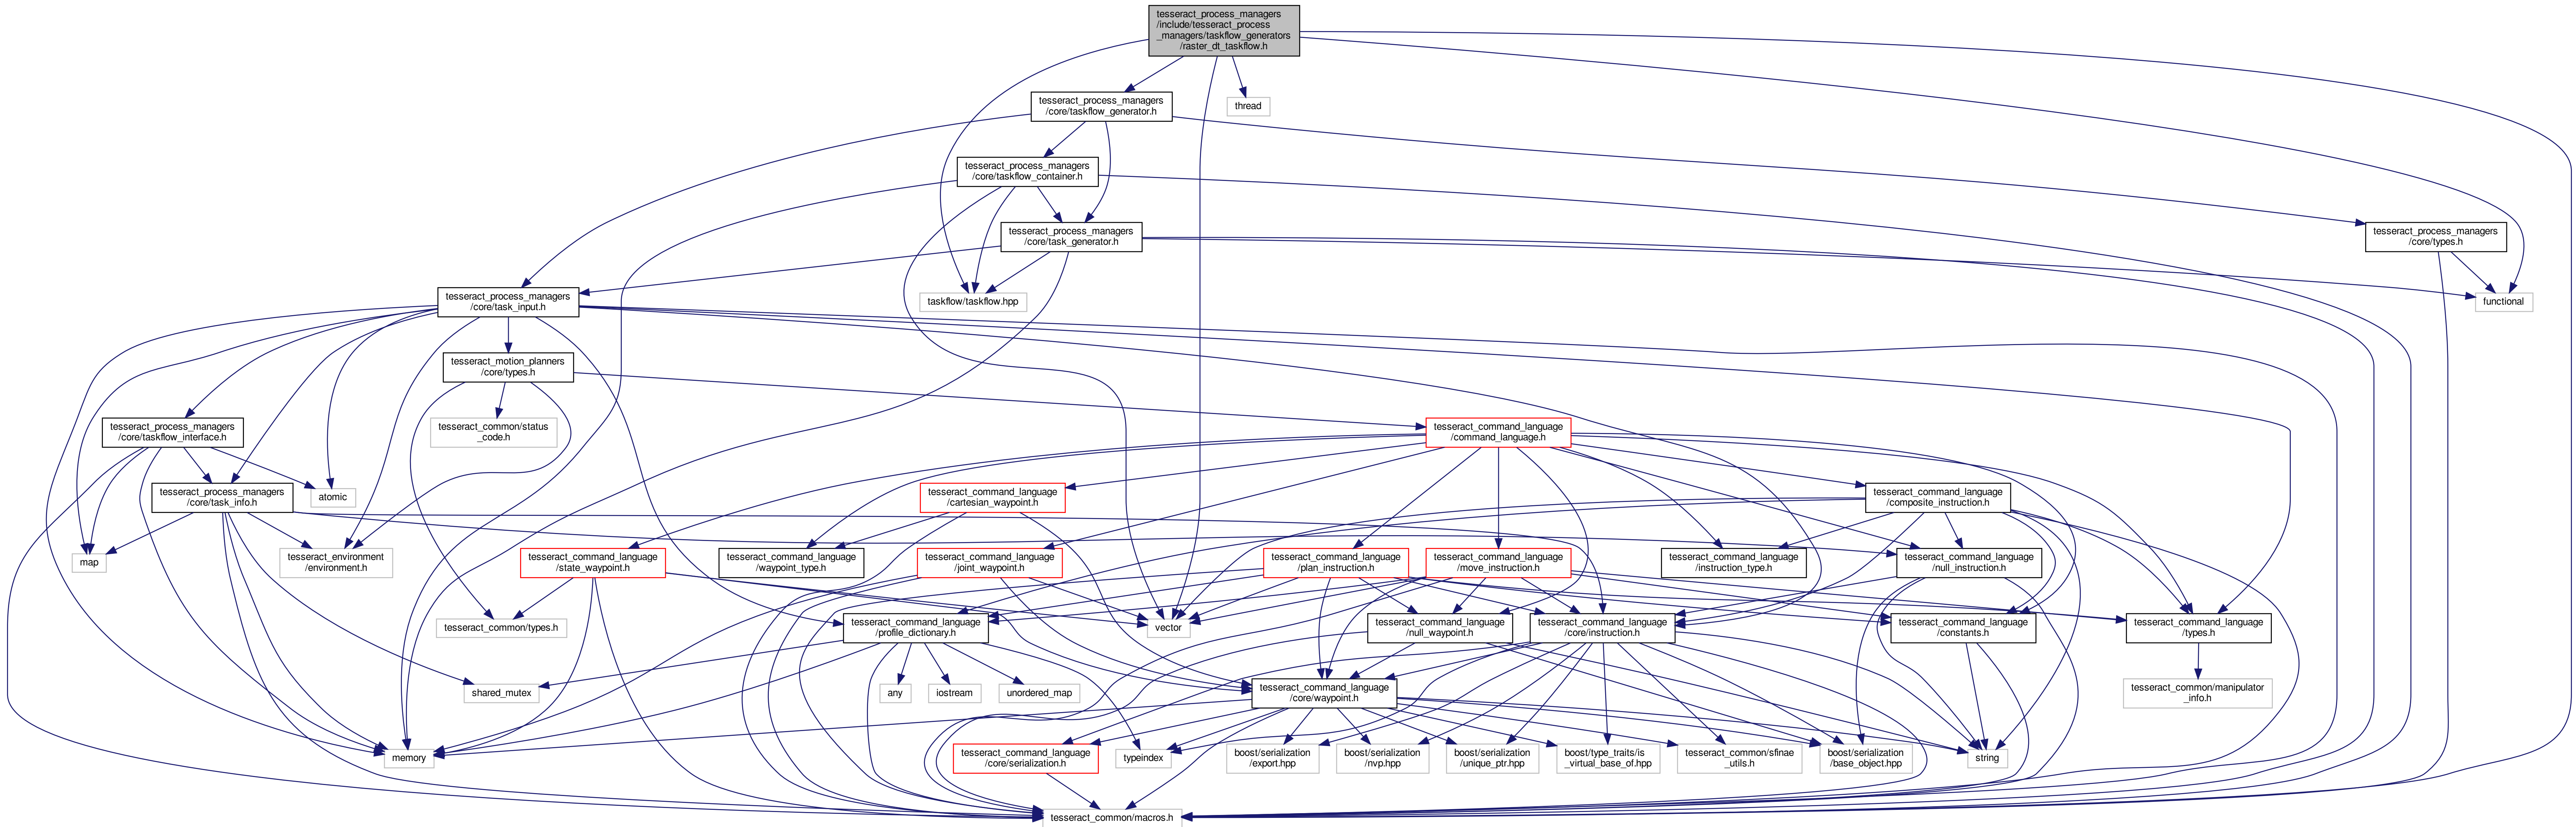 tesseract_process_managers
/include/tesseract_process
_managers/taskflow_generators
/raster_dt_taskflow.h
tesseract_process_managers
/core/taskflow_generator.h
thread
tesseract_process_managers
/core/taskflow_container.h
tesseract_process_managers
/core/task_generator.h
tesseract_process_managers
/core/types.h
tesseract_process_managers
/core/task_input.h
taskflow/taskflow.hpp
functional
tesseract_motion_planners
/core/types.h
tesseract_process_managers
/core/taskflow_interface.h
tesseract_common/status
_code.h
tesseract_command_language
/command_language.h
tesseract_process_managers
/core/task_info.h
atomic
tesseract_command_language
/cartesian_waypoint.h
tesseract_command_language
/composite_instruction.h
map
tesseract_environment
/environment.h
tesseract_command_language
/state_waypoint.h
tesseract_command_language
/waypoint_type.h
tesseract_command_language
/joint_waypoint.h
tesseract_command_language
/plan_instruction.h
tesseract_command_language
/move_instruction.h
tesseract_command_language
/instruction_type.h
tesseract_command_language
/null_instruction.h
tesseract_common/types.h
tesseract_command_language
/profile_dictionary.h
vector
tesseract_command_language
/null_waypoint.h
tesseract_command_language
/core/instruction.h
tesseract_command_language
/constants.h
tesseract_command_language
/types.h
shared_mutex
any
iostream
unordered_map
tesseract_command_language
/core/waypoint.h
tesseract_common/manipulator
_info.h
memory
typeindex
tesseract_command_language
/core/serialization.h
boost/serialization
/export.hpp
boost/serialization
/nvp.hpp
boost/serialization
/unique_ptr.hpp
boost/type_traits/is
_virtual_base_of.hpp
tesseract_common/sfinae
_utils.h
boost/serialization
/base_object.hpp
string
tesseract_common/macros.h